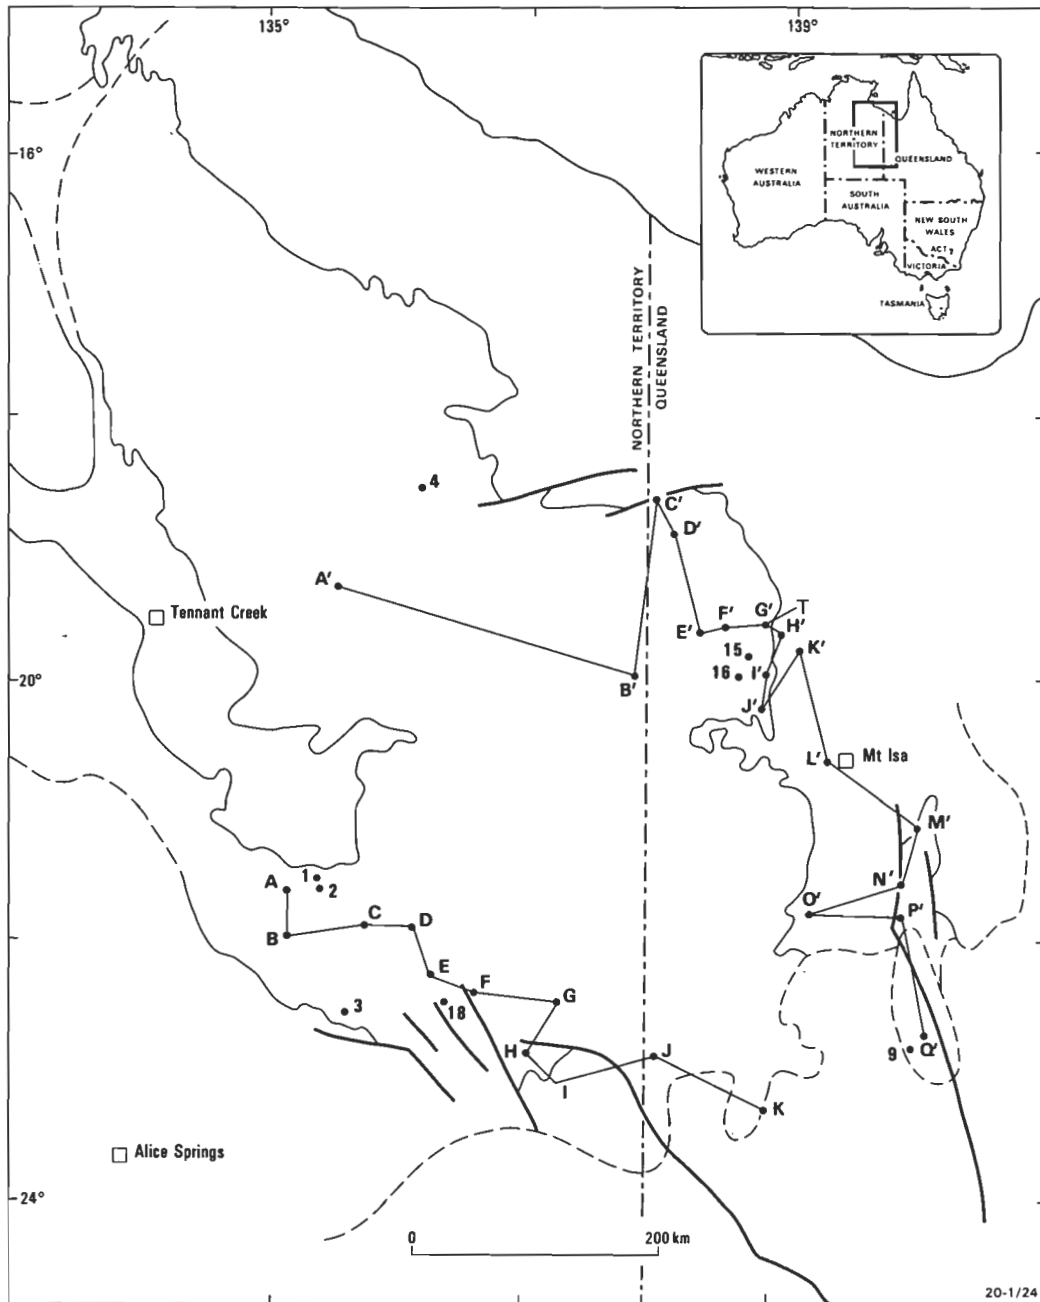 135°
139°
16°
NORTHERN TERRITORY
QUEENSLAND
WESTERN AUSTRALIA
SOUTH AUSTRALIA
QUEENSLAND
NEW SOUTH WALES
ACT
VICTORIA
TASMANIA
NORTHERN TERRITORY
QUEENSLAND
4
C'
D'
A'
Tennant Creek
E'
F'
G'
T
H'
K'
15
16
I'
20°
B'
J'
L'
Mt Isa
M'
1
2
A
N'
O'
P'
B
C
D
E
F
G
3
18
H
I
J
K
9
Q'
Alice Springs
24°
0
200 km
20-1/24